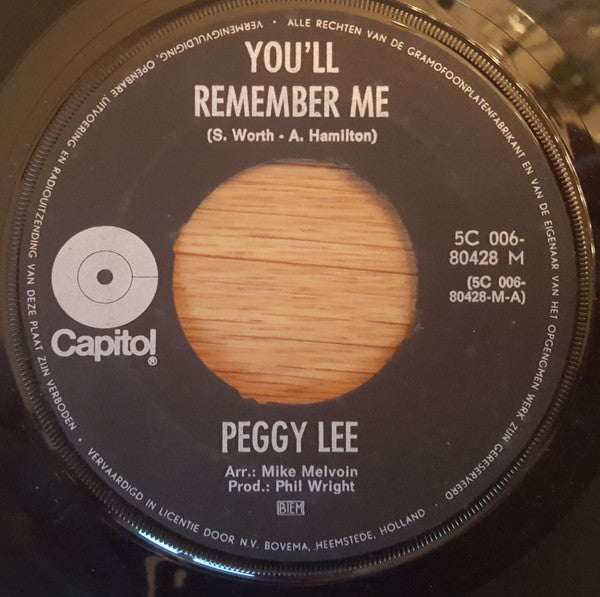 YOU'LL
REMEMBER ME
(S. Worth - A. Hamilton)
5C 006-
80428 M
(5C 006-
80428-M-A)
Capitol®
PEGGY LEE
Arr.: Mike Melvoin
Prod.: Phil Wright
BIEM
ALLE RECHTEN VAN DE GRAMOFOONPLATENFABRIKANT EN VAN DE EIGENAAR VAN HET OPGENOMEN WERK ZIJN GERESERVEERD
VERMENIGVULDIGING, OPENBARE UITVOERING EN RADIOUITZENDING VAN DEZE PLAAT ZIJN VERBODEN •
VERVAARDIGD IN LICENTIE DOOR N.V. BOVEMA, HEEMSTEDE, HOLLAND •